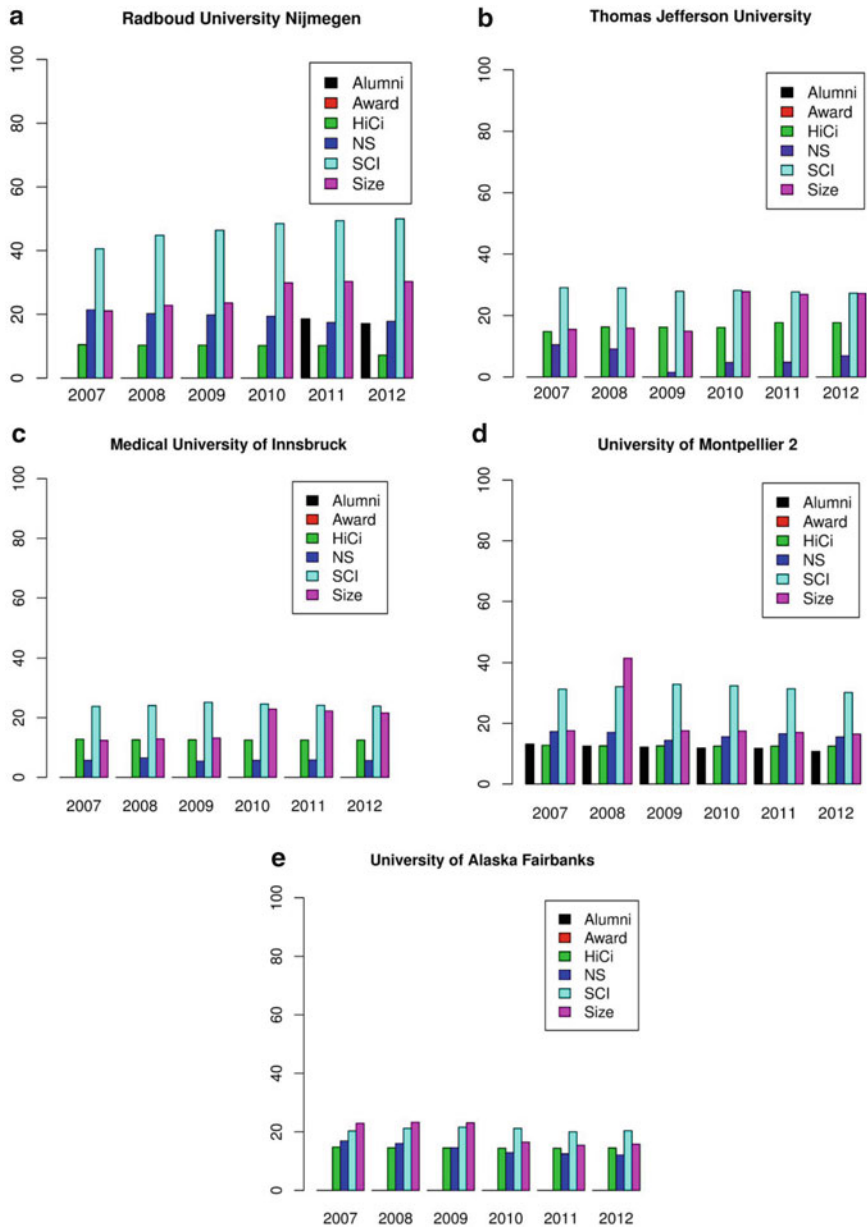 a
Radboud University Nijmegen
100
80
60
40
20
0
Alumni
Award
HiCi
NS
SCI
Size
2007 2008 2009 2010 2011 2012
b
Thomas Jefferson University
100
80
60
40
20
0
Alumni
Award
HiCi
NS
SCI
Size
2007 2008 2009 2010 2011 2012
c
Medical University of Innsbruck
100
80
60
40
20
0
Alumni
Award
HiCi
NS
SCI
Size
2007 2008 2009 2010 2011 2012
d
University of Montpellier 2
100
80
60
40
20
0
Alumni
Award
HiCi
NS
SCI
Size
2007 2008 2009 2010 2011 2012
e
University of Alaska Fairbanks
100
80
60
40
20
0
Alumni
Award
HiCi
NS
SCI
Size
2007 2008 2009 2010 2011 2012